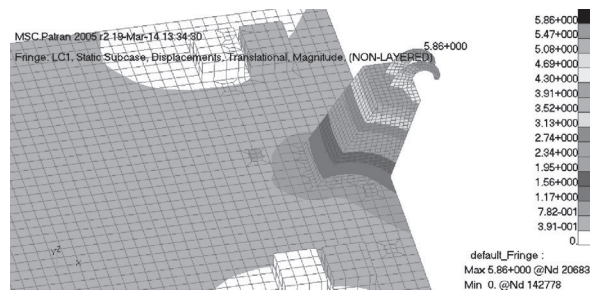 MSC.Patran 2005 r2 19-Mar-14 13:34:30
Fringe: LC1, Static Subcase, Displacements, Translational, Magnitude, (NON-LAYERED)
5.86+000
5.86+000
5.47+000
5.08+000
4.69+000
4.30+000
3.91+000
3.52+000
3.13+000
2.74+000
2.34+000
1.95+000
1.56+000
1.17+000
7.82-001
3.91-001
0.
Y
Z
X
default_Fringe :
Max 5.86+000 @Nd 20683
Min 0. @Nd 142778